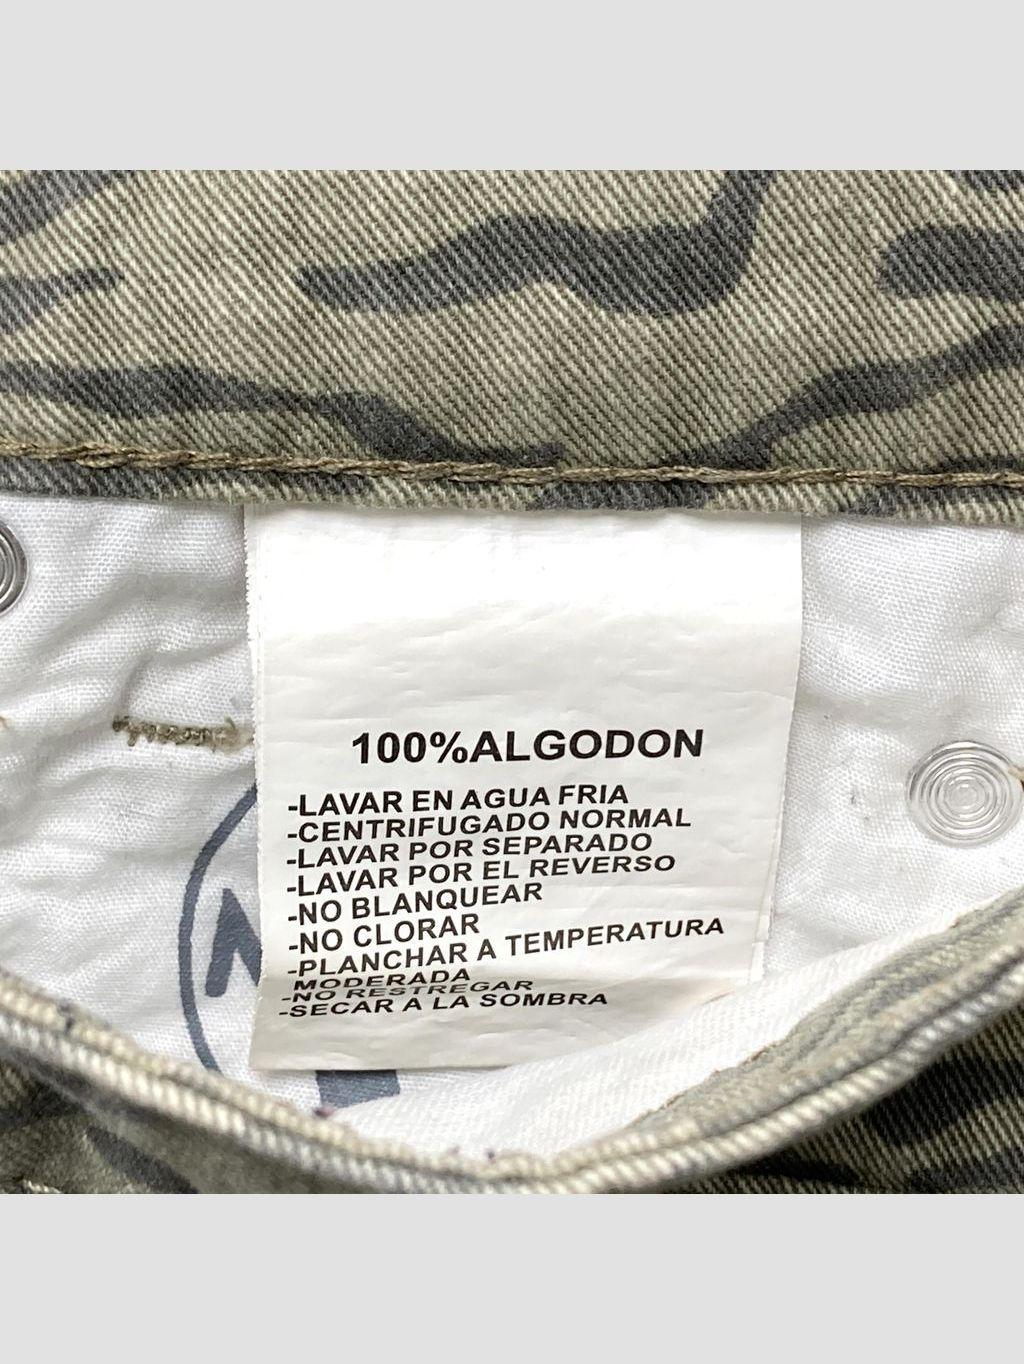 100%ALGODON
-LAVAR EN AGUA FRIA
-CENTRIFUGADO NORMAL
-LAVAR POR SEPARADO
-LAVAR POR EL REVERSO
-NO BLANQUEAR
-NO CLORAR
-PLANCHAR A TEMPERATURA
MODERADA
-NO RESTREGAR
-SECAR A LA SOMBRA